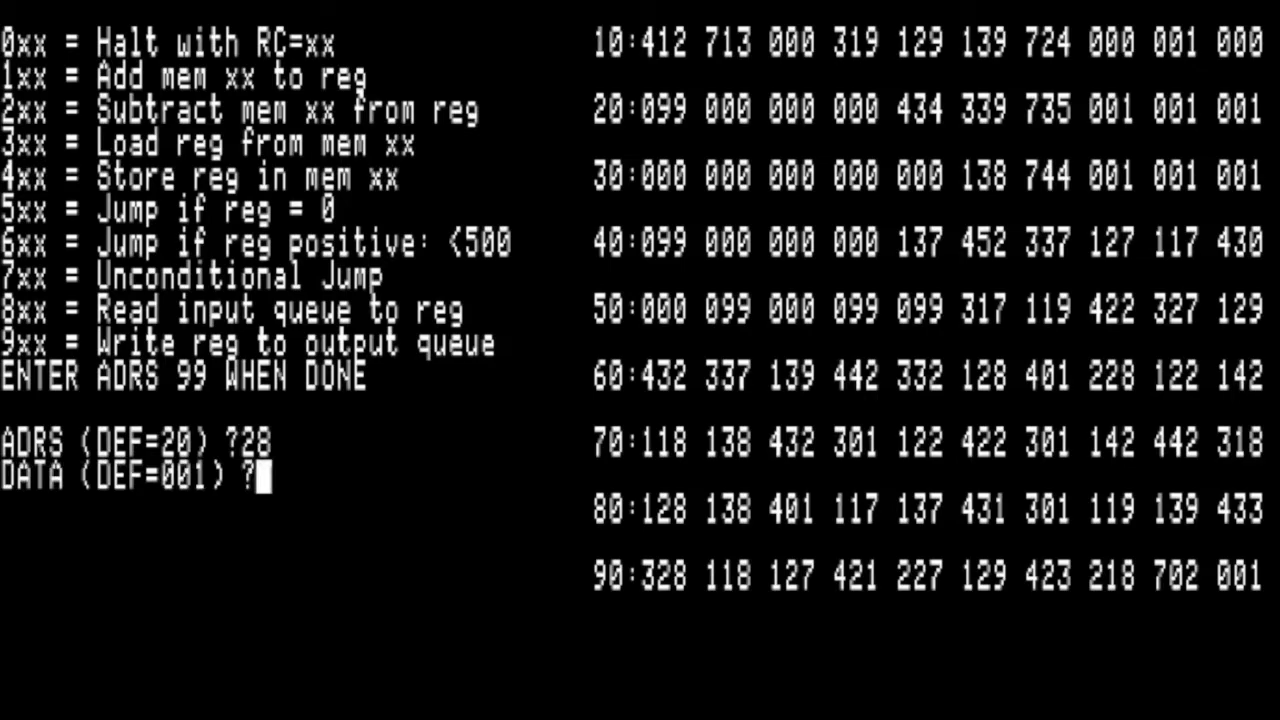 0xx = Halt with RC=xx
1xx = Add mem xx to reg
2xx = Subtract mem xx from reg
3xx = Load reg from mem xx
4xx = Store reg in mem xx
5xx = Jump if reg = 0
6xx = Jump if reg positive: <500
7xx = Unconditional Jump
8xx = Read input queue to reg
9xx = Write reg to output queue
ENTER ADRS 99 WHEN DONE
ADRS (DEF=20) ?28
DATA (DEF=001) ?
10:412 713 000 319 129 139 724 000 001 000
20:099 000 000 000 434 339 735 001 001 001
30:000 000 000 000 000 138 744 001 001 001
40:099 000 000 000 137 452 337 127 117 430
50:000 099 000 099 099 317 119 422 327 129
60:432 337 139 442 332 128 401 228 122 142
70:118 138 432 301 122 422 301 142 442 318
80:128 138 401 117 137 431 301 119 139 433
90:328 118 127 421 227 129 423 218 702 001